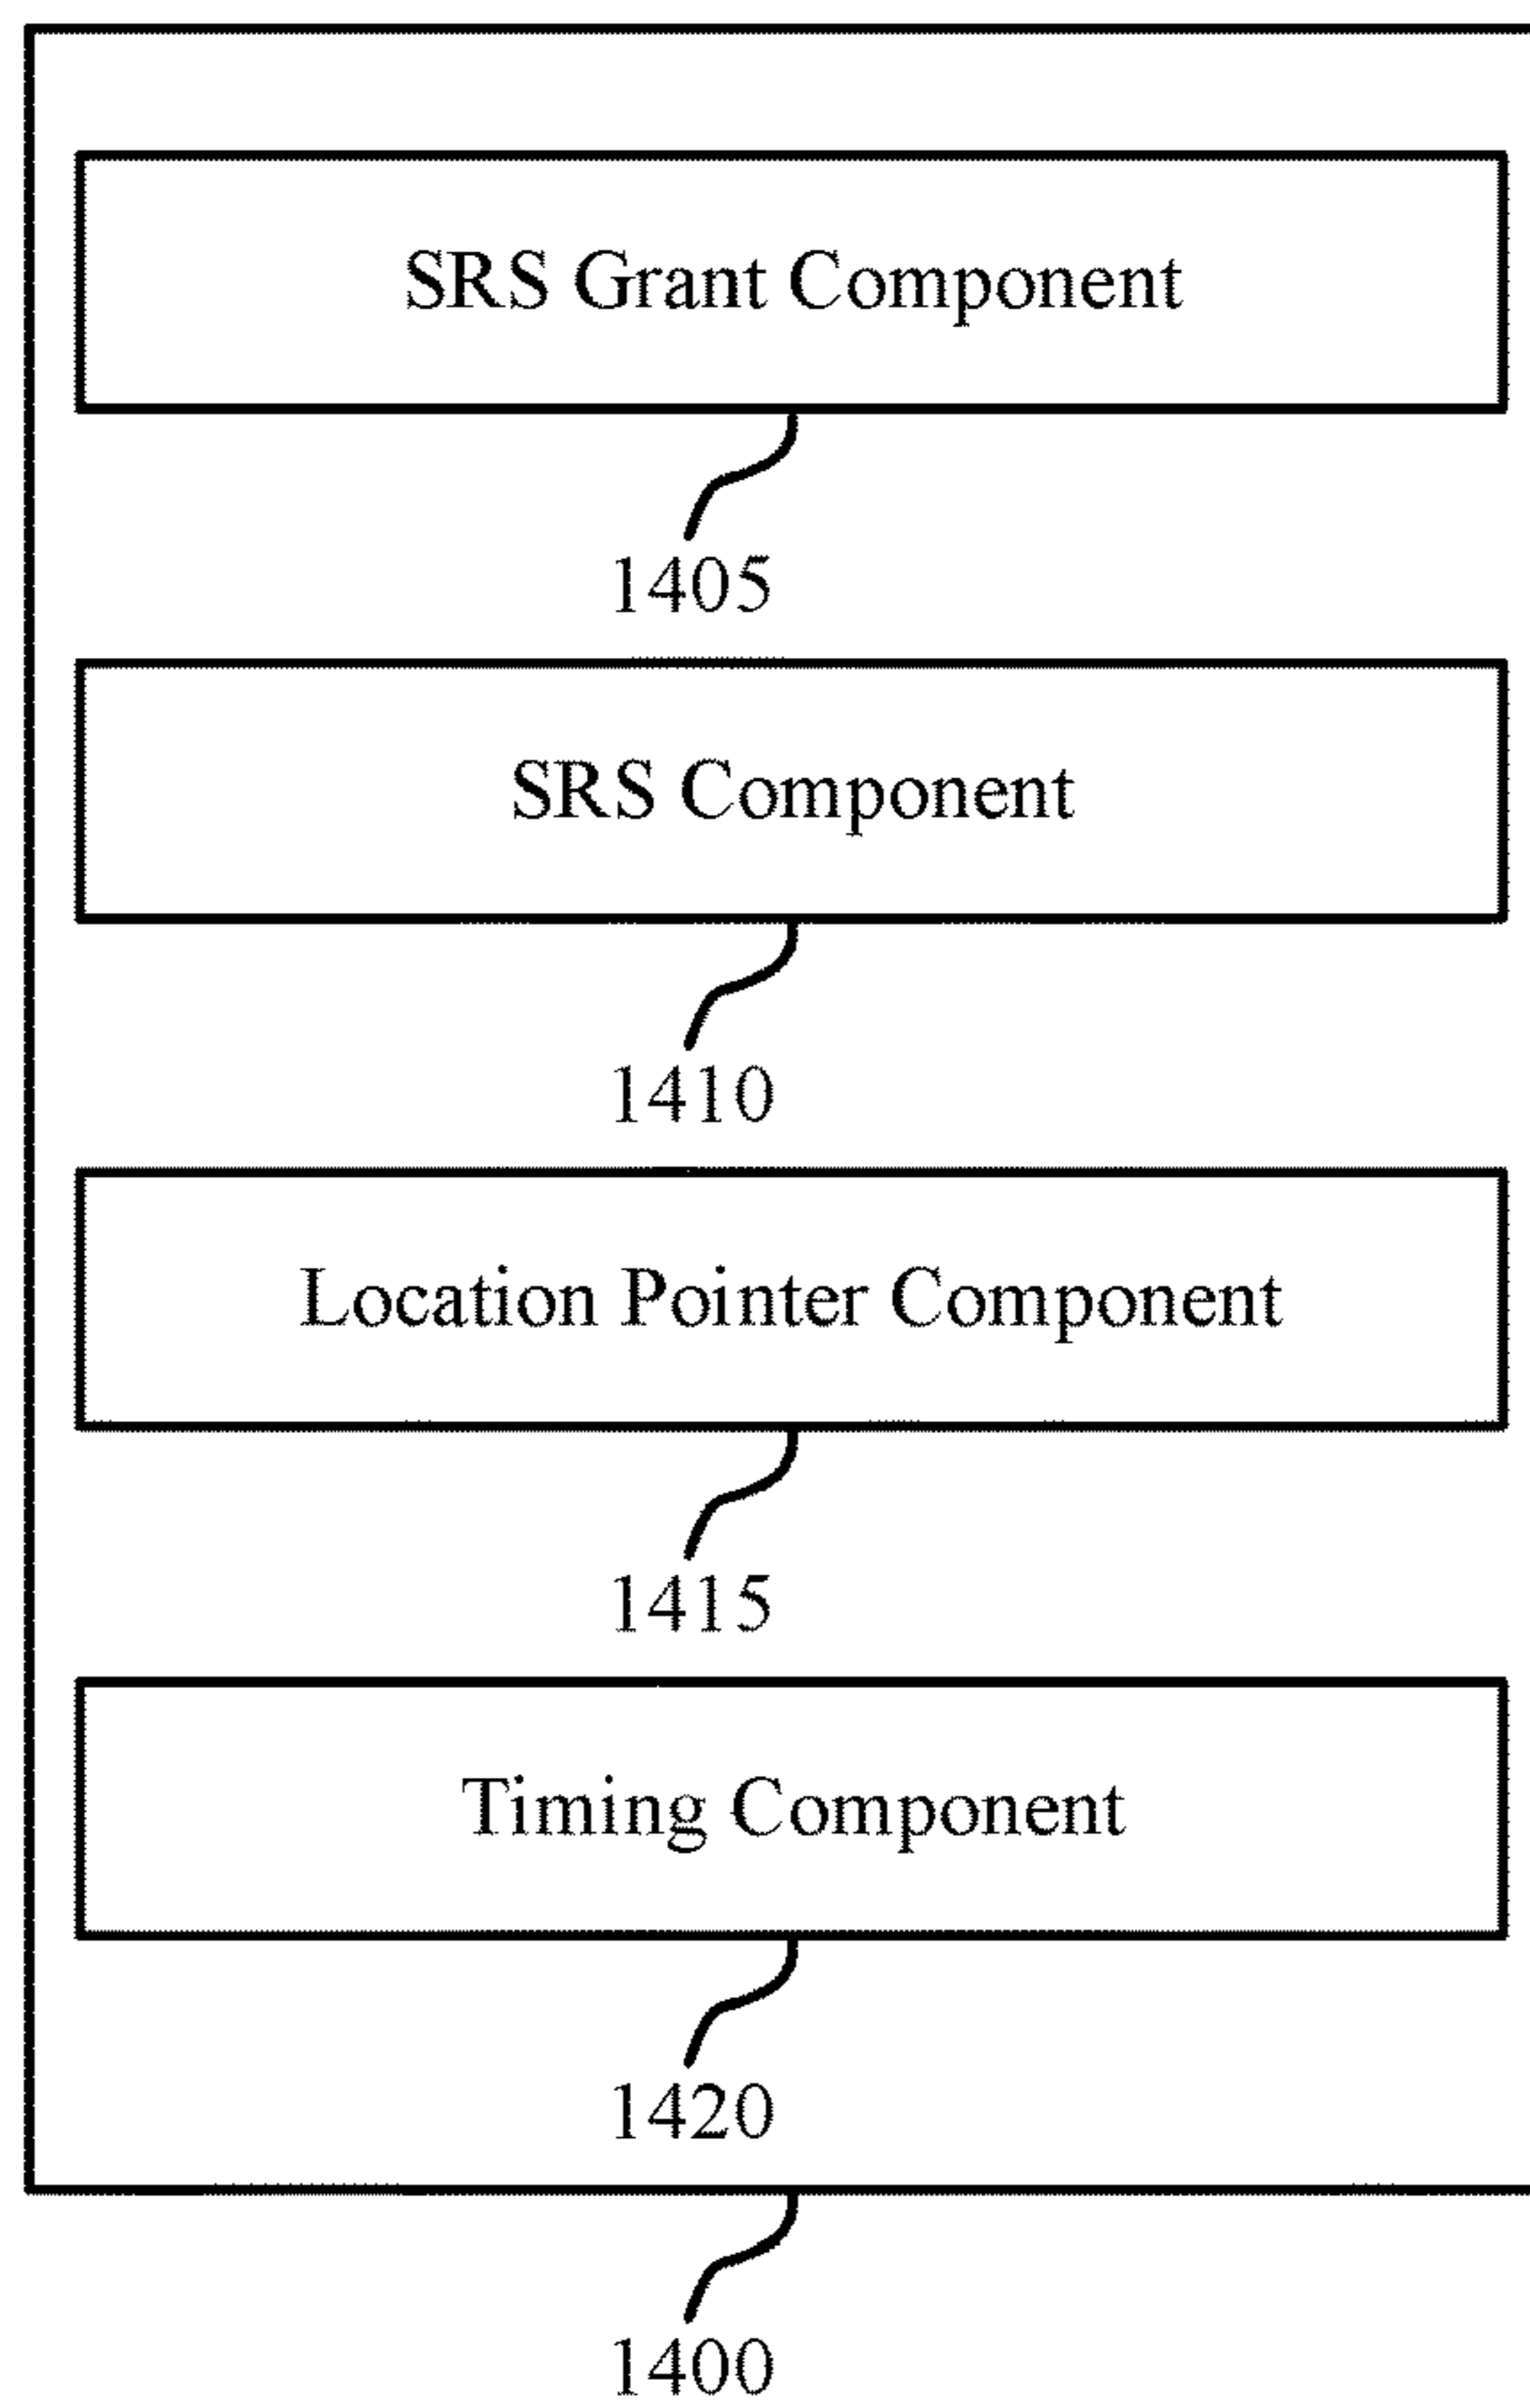 SRS Grant Component
1405
SRS Component
1410
Location Pointer Component
1415
Timing Component
1420
1400